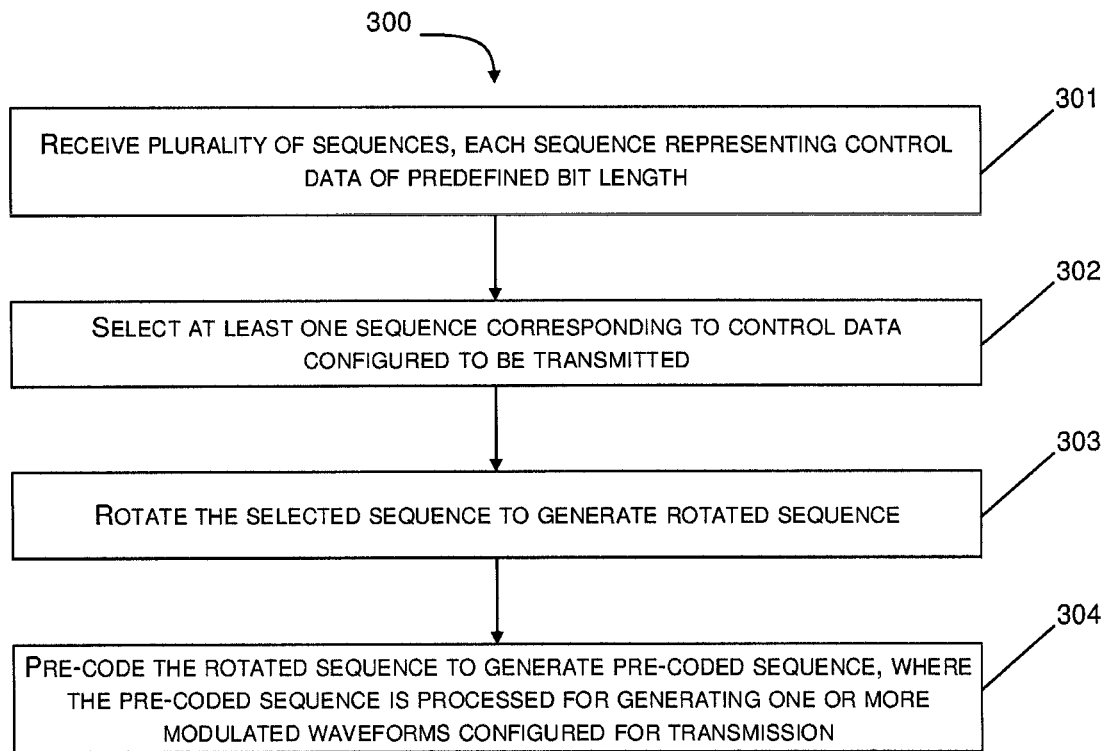 300
301
RECEIVE PLURALITY OF SEQUENCES, EACH SEQUENCE REPRESENTING CONTROL
DATA OF PREDEFINED BIT LENGTH
302
SELECT AT LEAST ONE SEQUENCE CORRESPONDING TO CONTROL DATA
CONFIGURED TO BE TRANSMITTED
303
ROTATE THE SELECTED SEQUENCE TO GENERATE ROTATED SEQUENCE
304
PRE-CODE THE ROTATED SEQUENCE TO GENERATE PRE-CODED SEQUENCE, WHERE
THE PRE-CODED SEQUENCE IS PROCESSED FOR GENERATING ONE OR MORE
MODULATED WAVEFORMS CONFIGURED FOR TRANSMISSION